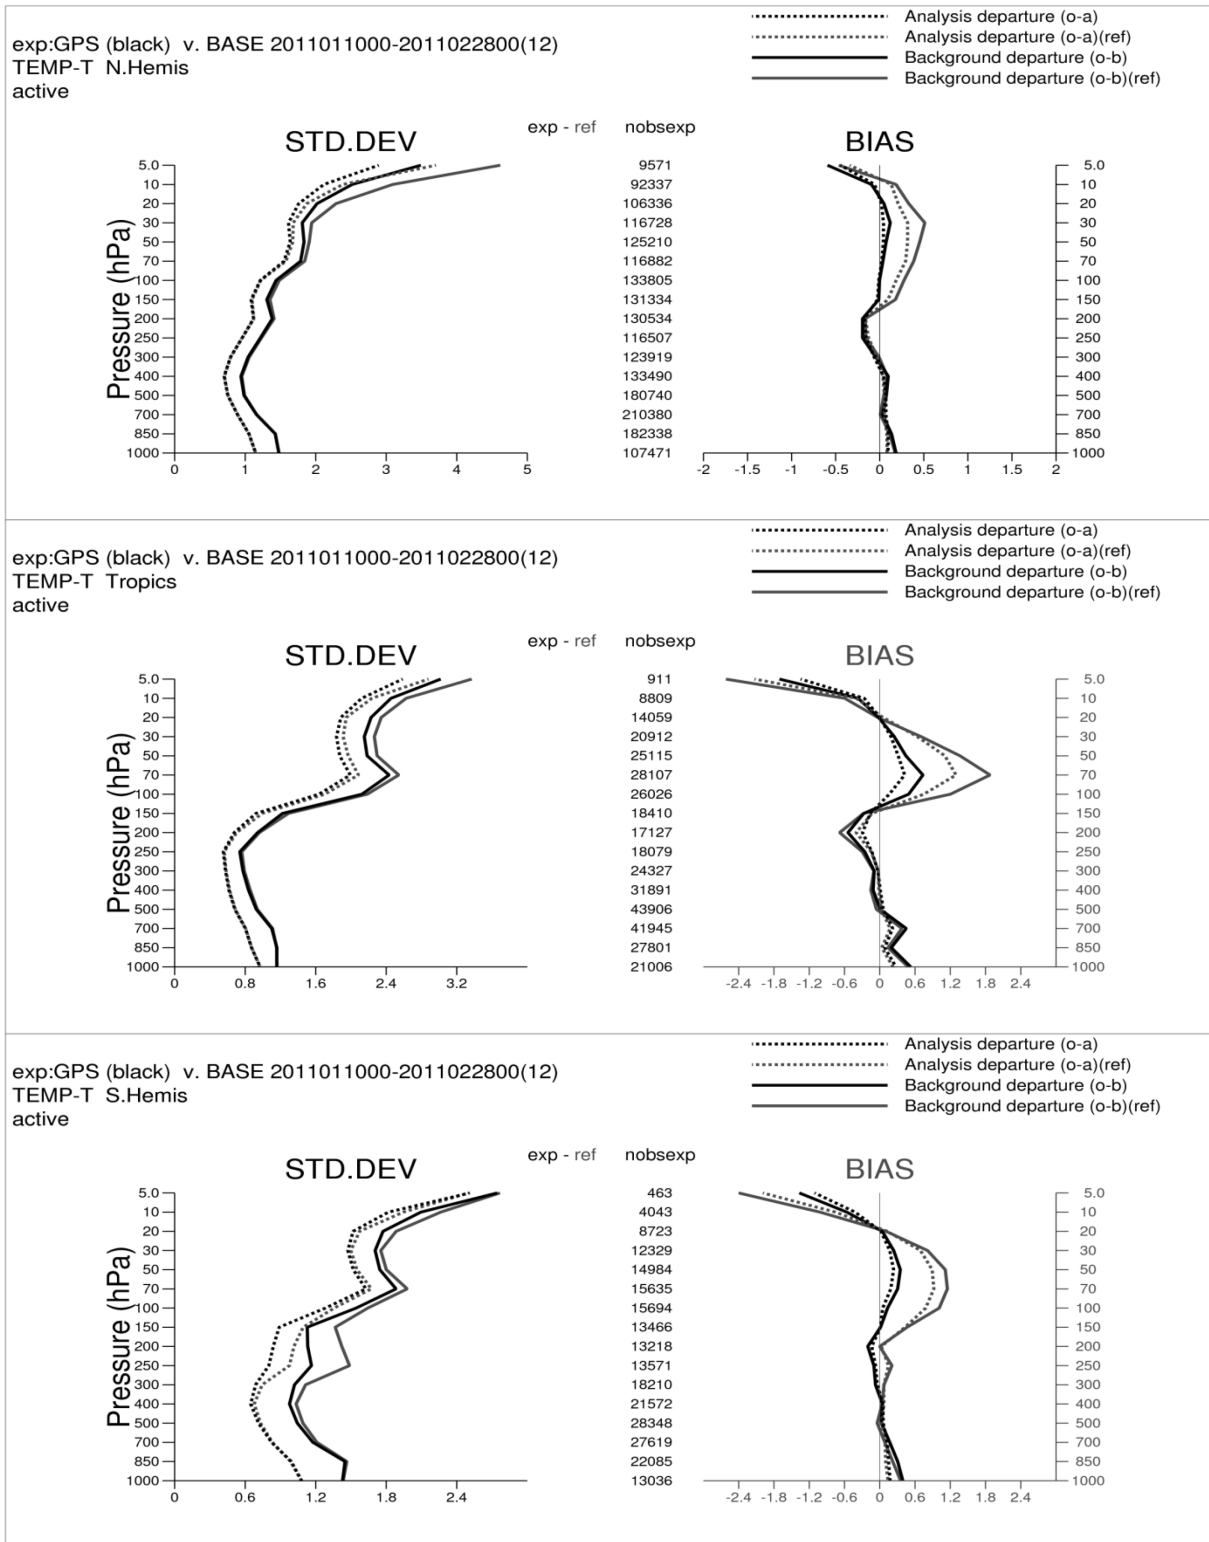 Analysis departure (o-a)
Analysis departure (o-a)(ref)
Background departure (o-b)
Background departure (o-b)(ref)
exp:GPS (black) v. BASE 2011011000-2011022800(12)
TEMP-T N.Hemis
active
STD.DEV
exp - ref nobsexp
BIAS
Pressure (hPa)
5.0 9571 5.0
10 92337 10
20 106336 20
30 116728 30
50 125210 50
70 116882 70
100 133805 100
150 131334 150
200 130534 200
250 116507 250
300 123919 300
400 133490 400
500 180740 500
700 210380 700
850 182338 850
1000 107471 1000
0 1 2 3 4 5 -2 -1.5 -1 -0.5 0 0.5 1 1.5 2
Analysis departure (o-a)
Analysis departure (o-a)(ref)
Background departure (o-b)
Background departure (o-b)(ref)
exp:GPS (black) v. BASE 2011011000-2011022800(12)
TEMP-T Tropics
active
STD.DEV
exp - ref nobsexp
BIAS
Pressure (hPa)
5.0 911 5.0
10 8809 10
20 14059 20
30 20912 30
50 25115 50
70 28107 70
100 26026 100
150 18410 150
200 17127 200
250 18079 250
300 24327 300
400 31891 400
500 43906 500
700 41945 700
850 27801 850
1000 21006 1000
0 0.8 1.6 2.4 3.2 -2.4 -1.8 -1.2 -0.6 0 0.6 1.2 1.8 2.4
Analysis departure (o-a)
Analysis departure (o-a)(ref)
Background departure (o-b)
Background departure (o-b)(ref)
exp:GPS (black) v. BASE 2011011000-2011022800(12)
TEMP-T S.Hemis
active
STD.DEV
exp - ref nobsexp
BIAS
Pressure (hPa)
5.0 463 5.0
10 4043 10
20 8723 20
30 12329 30
50 14984 50
70 15635 70
100 15694 100
150 13466 150
200 13218 200
250 13571 250
300 18210 300
400 21572 400
500 28348 500
700 27619 700
850 22085 850
1000 13036 1000
0 0.6 1.2 1.8 2.4 -2.4 -1.8 -1.2 -0.6 0 0.6 1.2 1.8 2.4